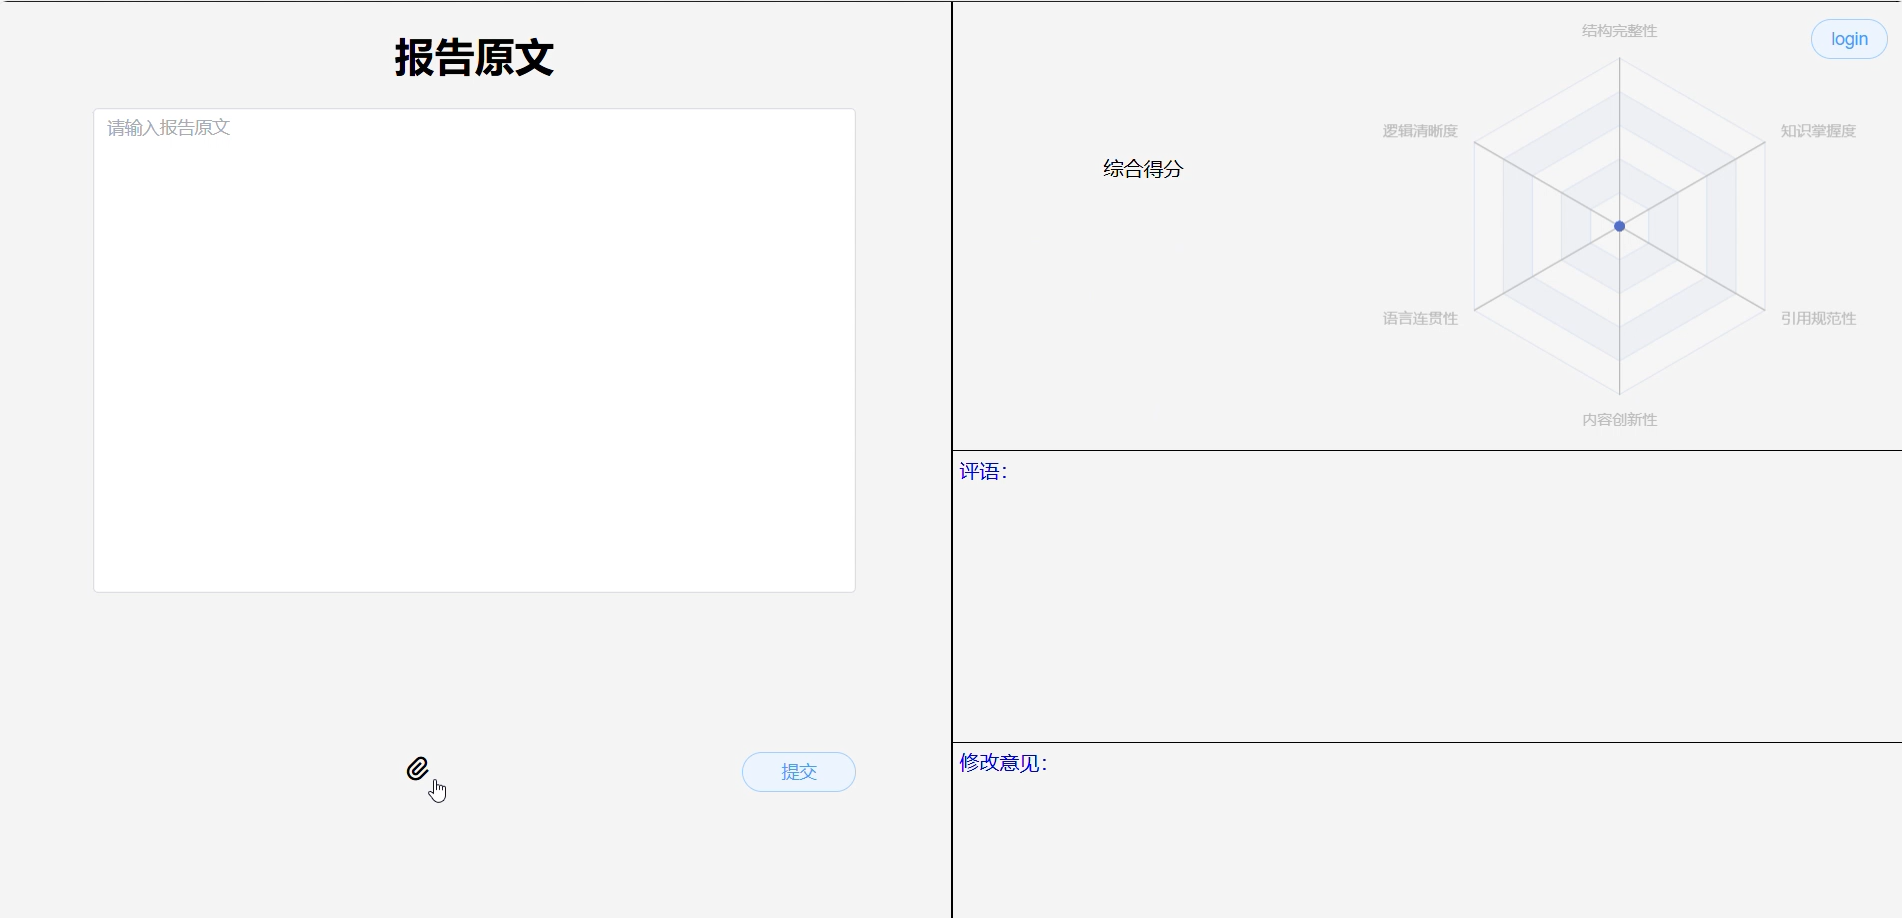 报告原文
请输入报告原文
提交
login
结构完整性
逻辑清晰度
知识掌握度
综合得分
语言连贯性
引用规范性
内容创新性
评语：
修改意见：